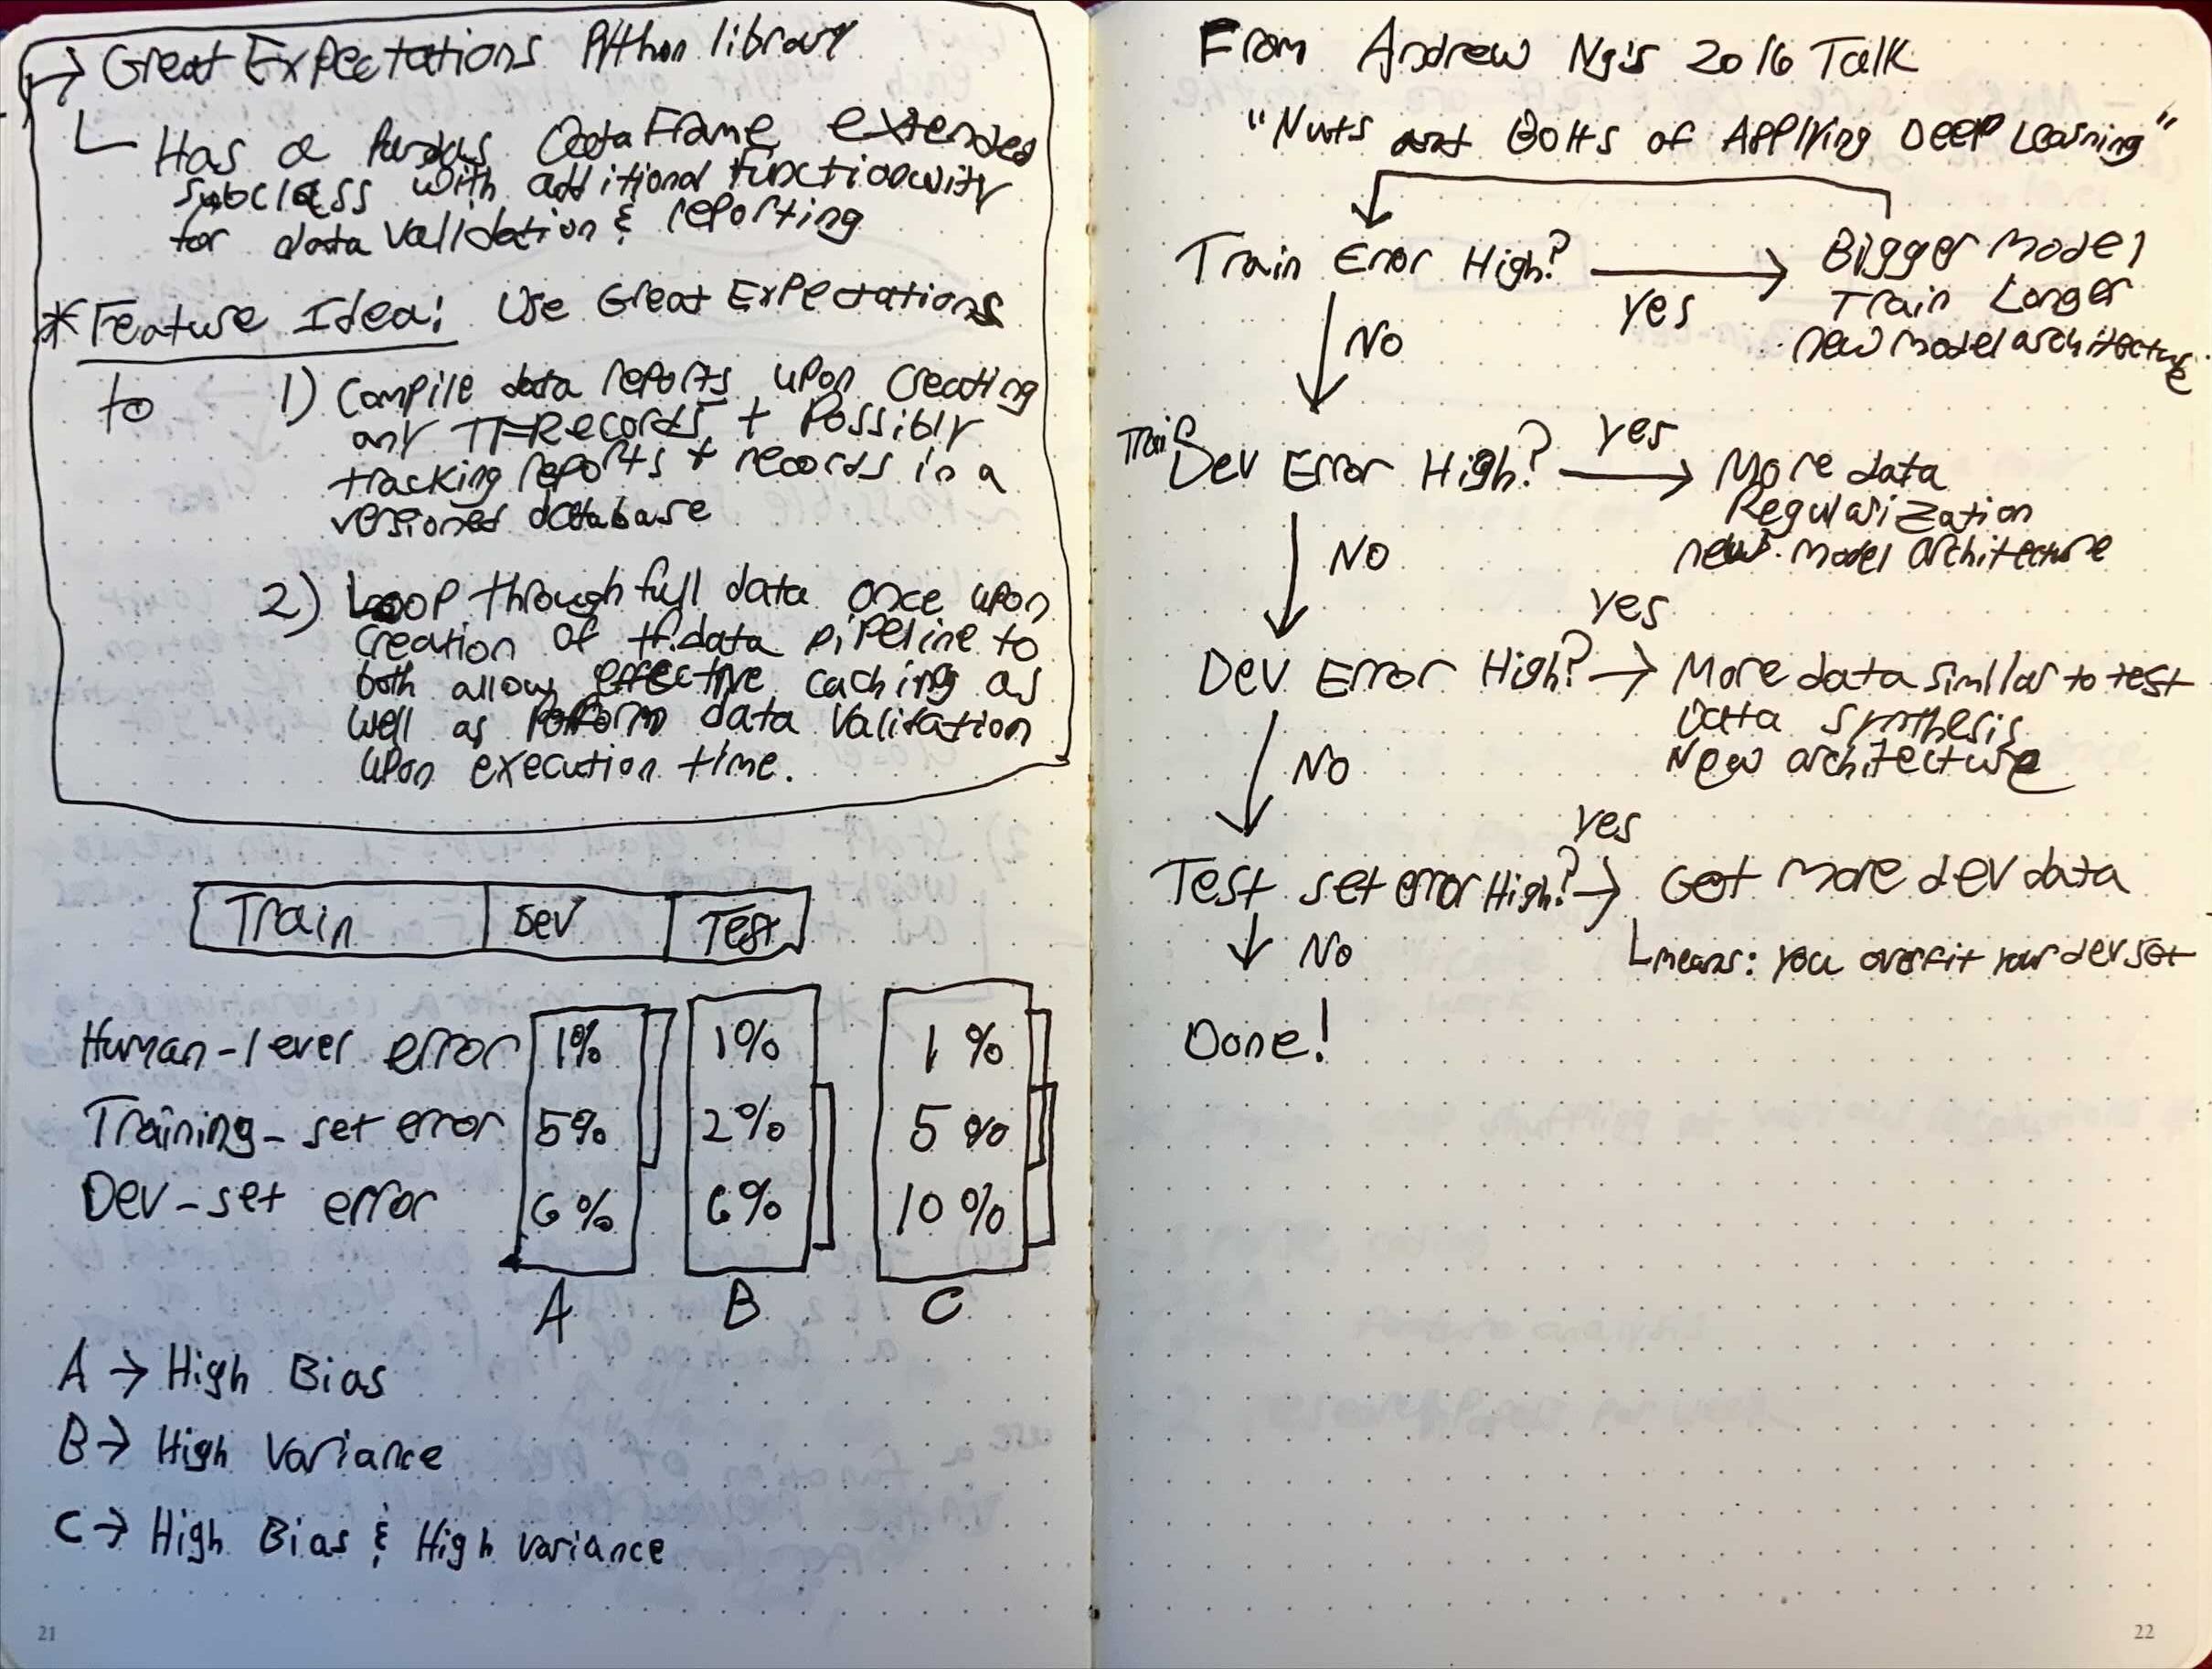 → Great Expectations Python library
Has a Pandas DataFrame extended
subclass with additional functionality
for data validation & reporting
* Feature Idea: Use Great Expectations
to 1) Compile data reports upon creating
any TFRecords + Possibly
tracking reports + records in a
versioned database
2) Loop through full data once upon
creation of tf.data pipeline to
both allow effective caching as
well as perform data validation
upon execution time.
Train Dev Test
Human-level error 1% 1% 1%
Training-set error 5% 2% 5%
Dev-set error 6% 6% 10%
A B C
A → High Bias
B → High Variance
C → High Bias & High variance
21
From Andrew Ng's 2016 Talk
"Nuts and Bolts of Applying Deep Learning"
Train Error High? yes Bigger Model
Train Longer
new model architecture
No
Train Dev Error High? yes More data
Regularization
new model architecture
No
Dev Error High? yes More data similar to test
Data synthesis
New architecture
No
Test set error High? yes Get more dev data
means: you overfit your dev set
No
Done!
22